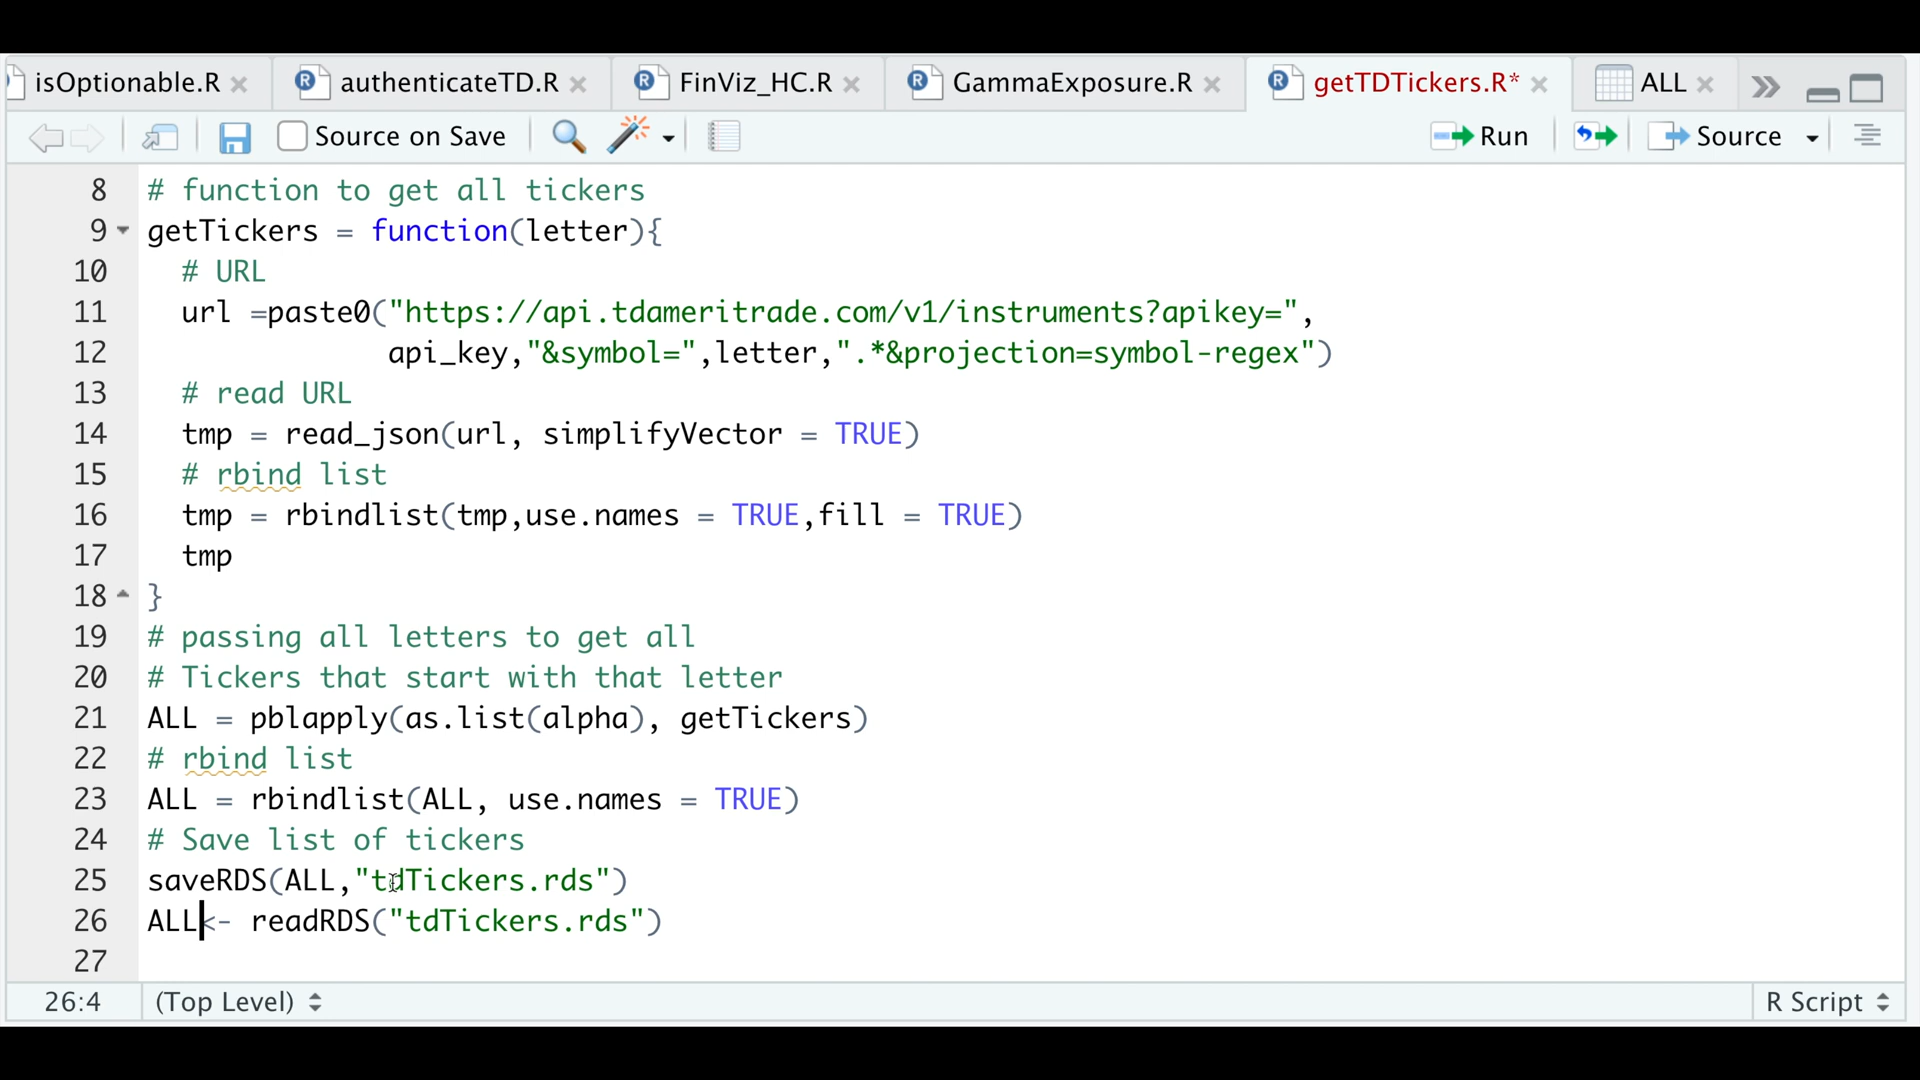 isOptionable.R authenticateTD.R FinViz_HC.R GammaExposure.R getTDTickers.R* ALL
Source on Save Run Source
8 # function to get all tickers
9 getTickers = function(letter){
10 # URL
11 url =paste0("https://api.tdameritrade.com/v1/instruments?apikey=",
12 api_key,"&symbol=",letter,".*&projection=symbol-regex")
13 # read URL
14 tmp = read_json(url, simplifyVector = TRUE)
15 # rbind list
16 tmp = rbindlist(tmp,use.names = TRUE,fill = TRUE)
17 tmp
18 }
19 # passing all letters to get all
20 # Tickers that start with that letter
21 ALL = pblapply(as.list(alpha), getTickers)
22 # rbind list
23 ALL = rbindlist(ALL, use.names = TRUE)
24 # Save list of tickers
25 saveRDS(ALL,"tdTickers.rds")
26 ALL<- readRDS("tdTickers.rds")
27
26:4 (Top Level) R Script